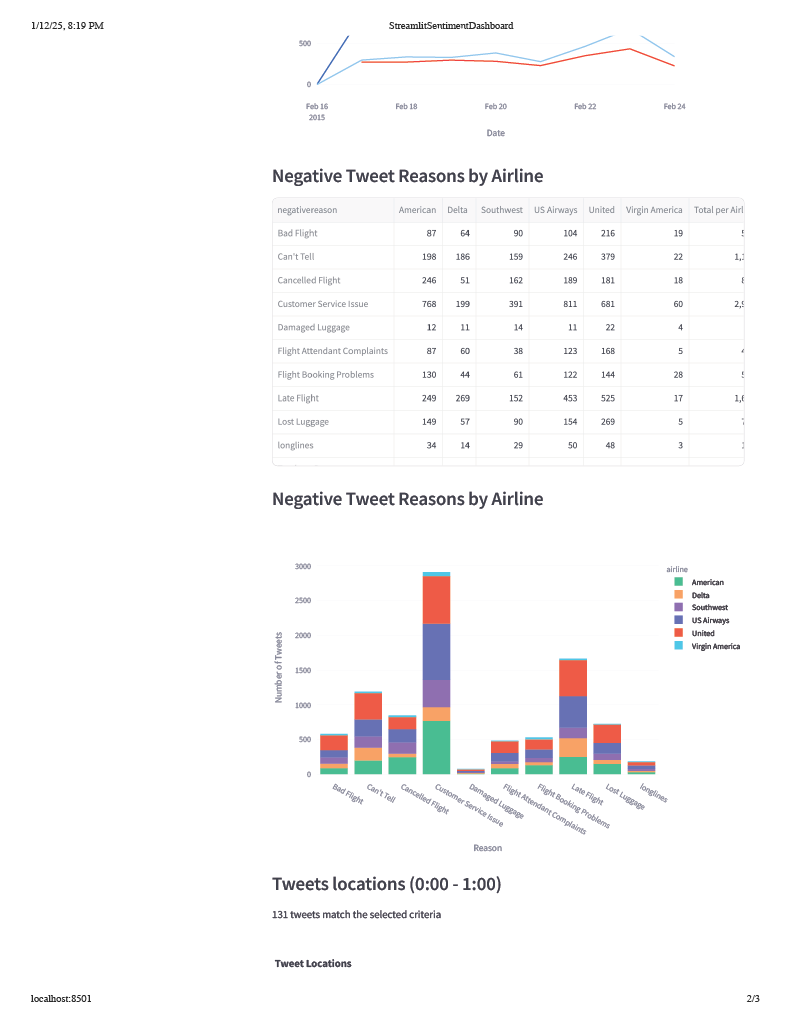 1/12/25, 8:19 PM StreamlitSentimentDashboard
500
0
Feb 16 Feb 18 Feb 20 Feb 22 Feb 24
2015
Date
Negative Tweet Reasons by Airline
negativereason American Delta Southwest US Airways United Virgin America Total per Airl
Bad Flight 87 64 90 104 216 19
Can't Tell 198 186 159 246 379 22 1,1
Cancelled Flight 246 51 162 189 181 18
Customer Service Issue 768 199 391 811 681 60 2,9
Damaged Luggage 12 11 14 11 22 4
Flight Attendant Complaints 87 60 38 123 168 5
Flight Booking Problems 130 44 61 122 144 28
Late Flight 249 269 152 453 525 17 1,6
Lost Luggage 149 57 90 154 269 5
longlines 34 14 29 50 48 3
Negative Tweet Reasons by Airline
airline
American
Delta
Southwest
US Airways
United
Virgin America
3000
2500
2000
1500
1000
500
0
Number of Tweets
Bad Flight
Can't Tell
Cancelled Flight
Customer Service Issue
Damaged Luggage
Flight Attendant Complaints
Flight Booking Problems
Late Flight
Lost Luggage
longlines
Reason
Tweets locations (0:00 - 1:00)
131 tweets match the selected criteria
Tweet Locations
localhost:8501 2/3